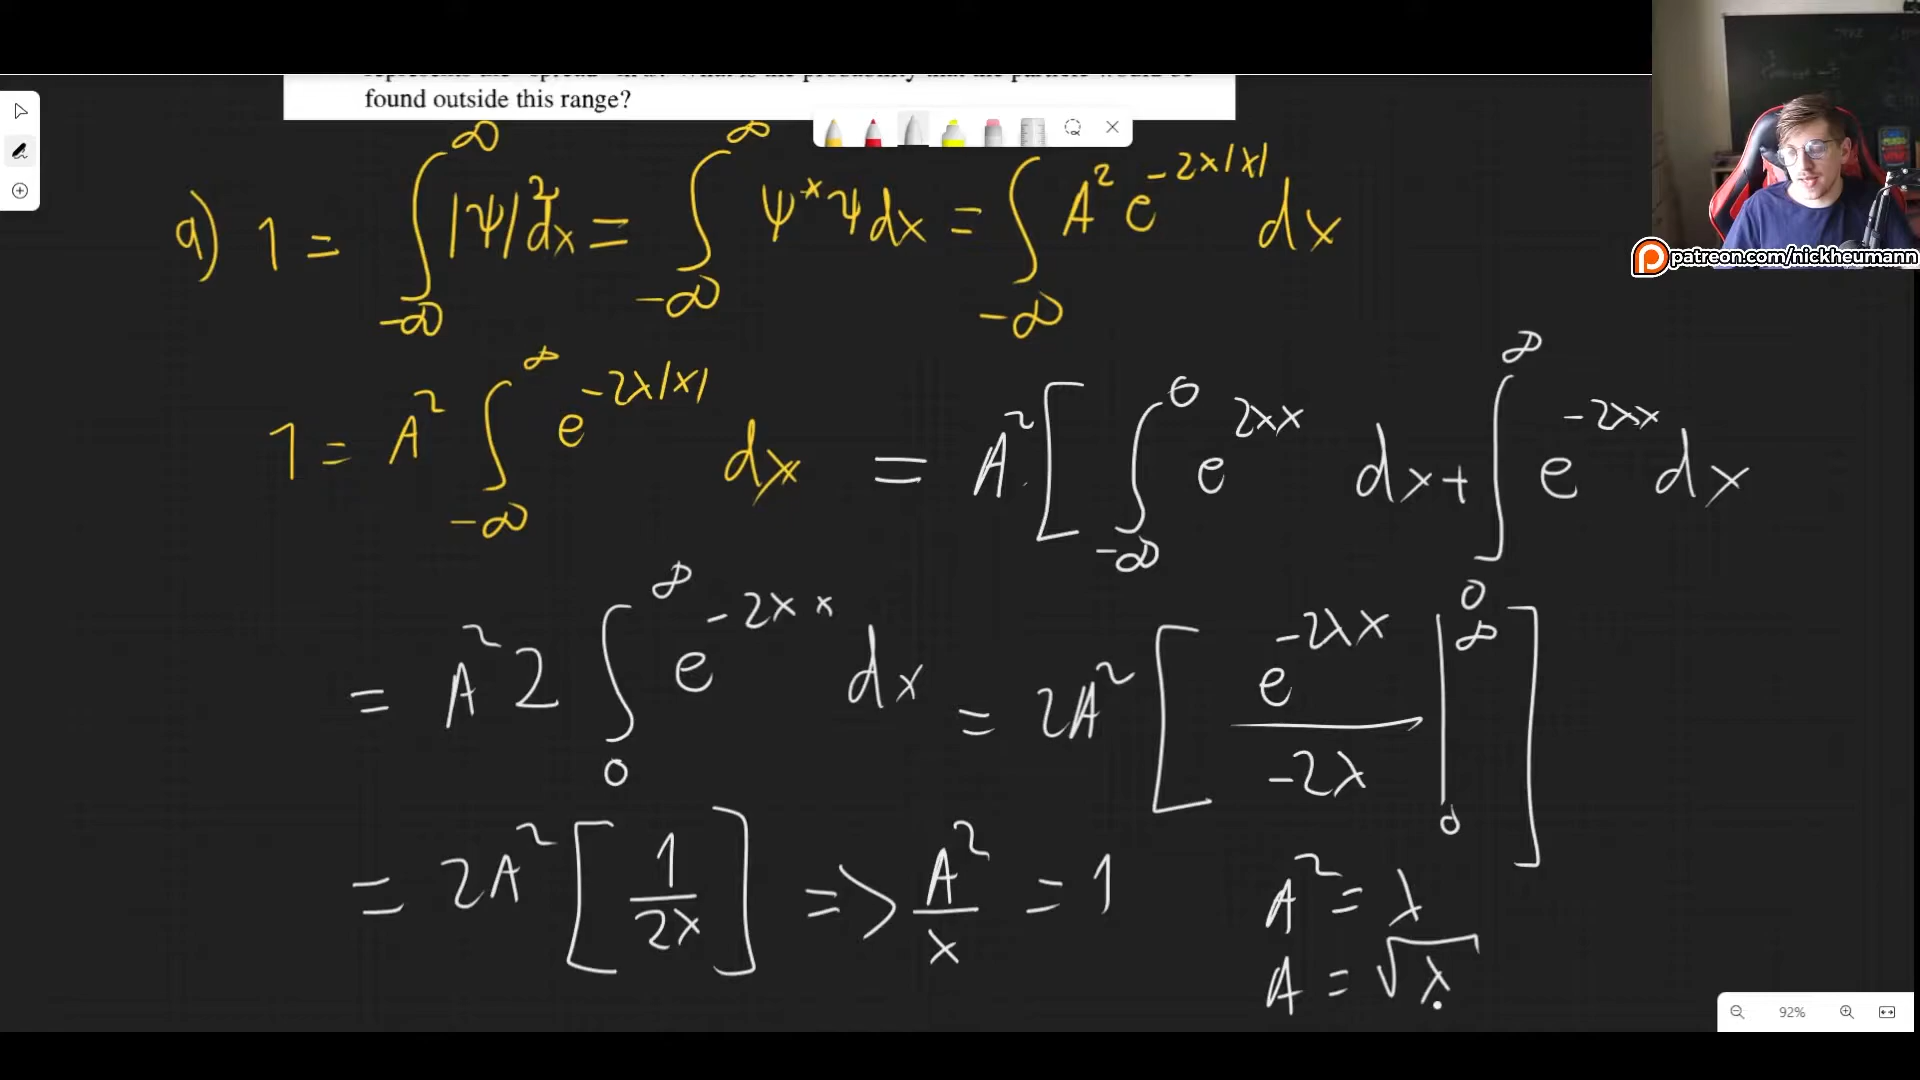 found outside this range?
patreon.com/nickheumann
a) 1 = ∫_{-∞}^{∞} |ψ|² dx = ∫_{-∞}^{∞} ψ* ψ dx = ∫_{-∞} A² e^{-2λ|x|} dx
1 = A² ∫_{-∞}^{∞} e^{-2λ|x|} dx = A² [ ∫_{-∞}^{0} e^{2λx} dx + ∫_{0}^{∞} e^{-2λx} dx
= A² 2 ∫_{0}^{∞} e^{-2λx} dx = 2A² [ e^{-2λx} / -2λ |_{0}^{∞} ]
= 2A² [ 1 / 2λ ] => A² / λ = 1
A² = λ
A = √λ
92%